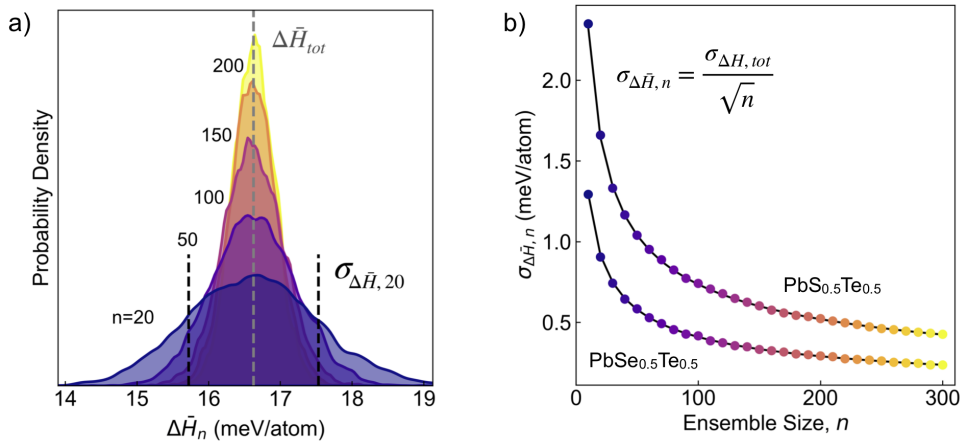 a)
Probability Density
ΔH̄tot
200
150
100
50
n=20
σΔH̄, 20
14 15 16 17 18 19
ΔH̄n (meV/atom)
b)
σΔH̄, n (meV/atom)
2.0
1.5
1.0
0.5
σΔH̄, n = σΔH, tot / √n
PbS0.5Te0.5
PbSe0.5Te0.5
0 100 200 300
Ensemble Size, n